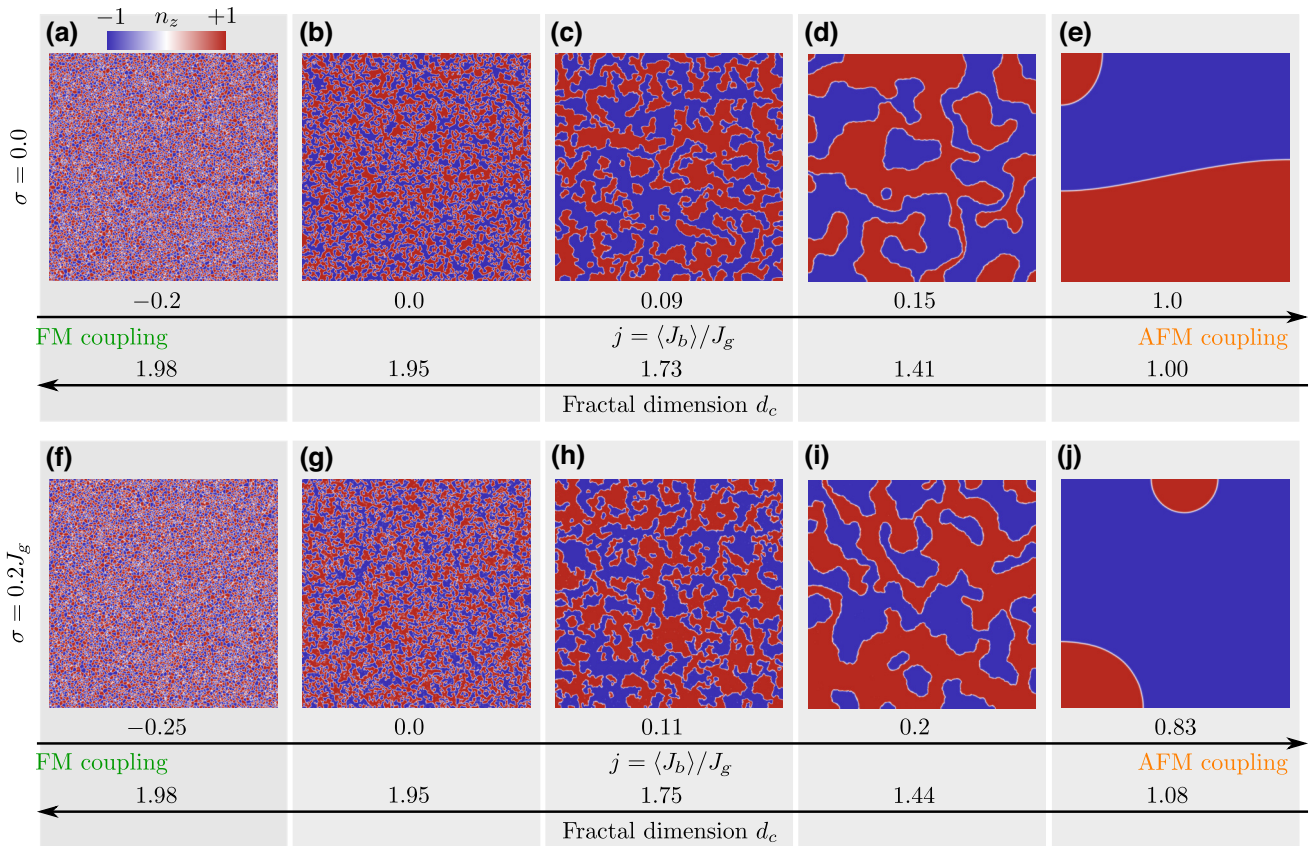 (a) (b) (c) (d) (e)
−1 n_z +1
σ = 0.0
−0.2 0.0 0.09 0.15 1.0
FM coupling j = ⟨J_b⟩/J_g AFM coupling
1.98 1.95 1.73 1.41 1.00
Fractal dimension d_c
(f) (g) (h) (i) (j)
σ = 0.2J_g
−0.25 0.0 0.11 0.2 0.83
FM coupling j = ⟨J_b⟩/J_g AFM coupling
1.98 1.95 1.75 1.44 1.08
Fractal dimension d_c